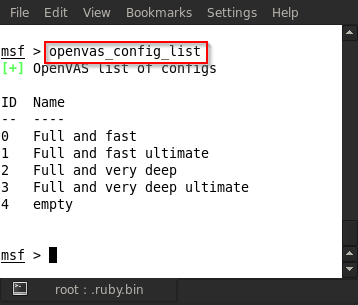 File Edit View Bookmarks Settings Help
msf > openvas_config_list
[+] OpenVAS list of configs
ID Name
-- ----
0 Full and fast
1 Full and fast ultimate
2 Full and very deep
3 Full and very deep ultimate
4 empty
msf >
root : .ruby.bin